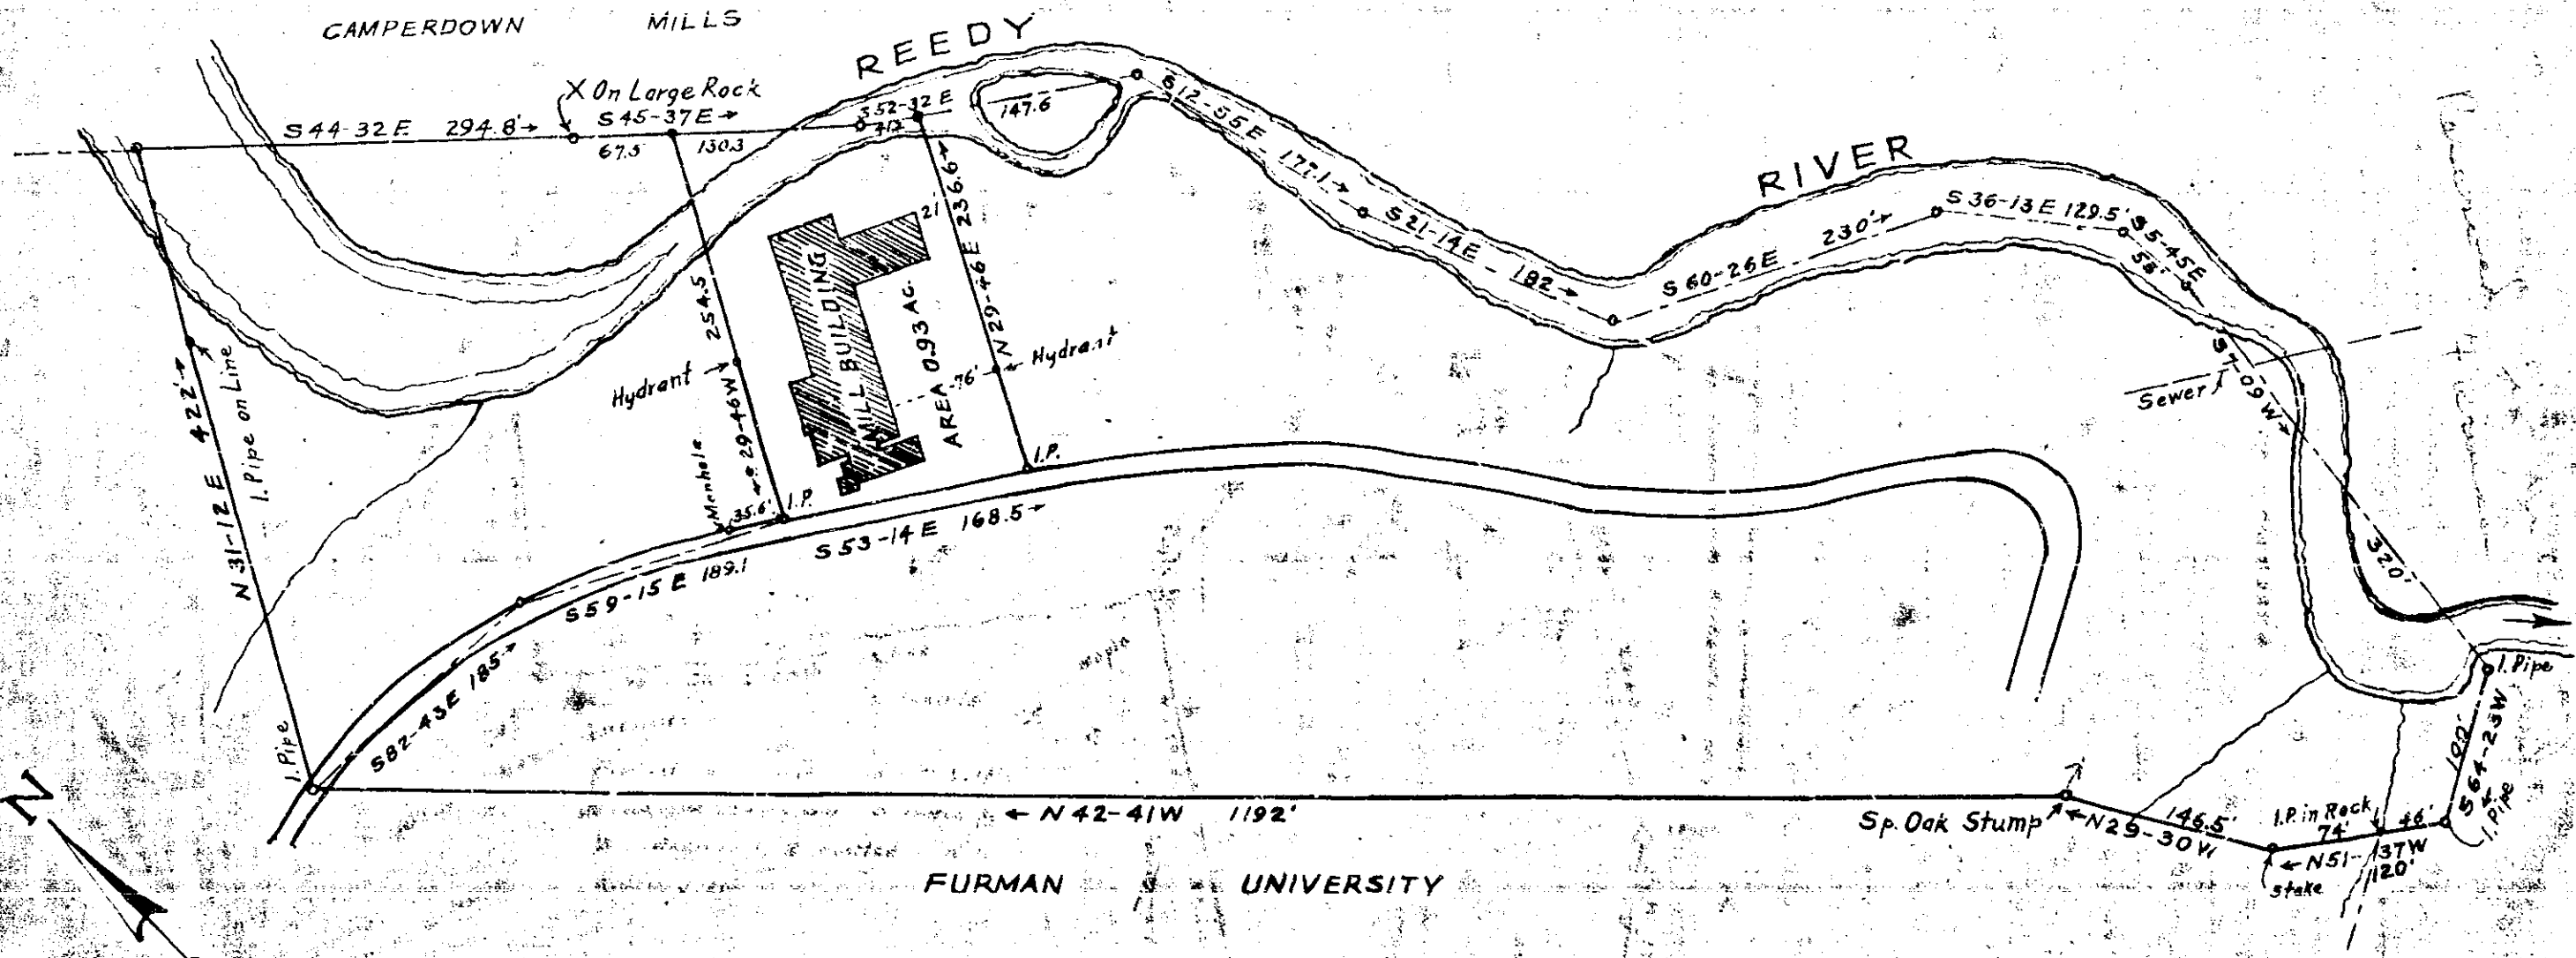 CAMPERDOWN MILLS
REEDY
RIVER
X On Large Rock
S44-32E 294.8'
S45-37E
67.5
130.3
S52-32E
147.6
S12-55E - 177.1
S21-14E - 182
S60-26E 230'
S36-13E 129.5'
S5-45E
58'
S7-09W
320'
Sewer
N31-12E 422'
I. Pipe on Line
I. Pipe
Hydrant
254.5
29-46W
Manhole
35.6'
I.P.
MILL BUILDING
MILL BUILDING
AREA 0.93 AC.
21'
N29-46E 236.6
76'
Hydrant
I.P.
S53-14E 168.5
S59-15E 189.1
S82-43E 185
N
N42-41W 1192'
Sp. Oak Stump
N29-30W
146.5'
I.P. in Rock
74'
46'
N51-37W
120'
Stake
I. Pipe
S64-23W
100'
I. Pipe
FURMAN UNIVERSITY